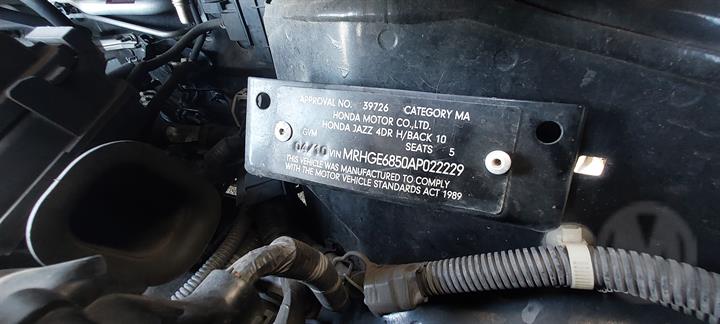 APPROVAL NO. 39726 CATEGORY MA
HONDA MOTOR CO.,LTD.
HONDA JAZZ 4DR H/BACK 10
GVM SEATS 5
04/10 VIN MRHGE6850AP022229
THIS VEHICLE WAS MANUFACTURED TO COMPLY
WITH THE MOTOR VEHICLE STANDARDS ACT 1989